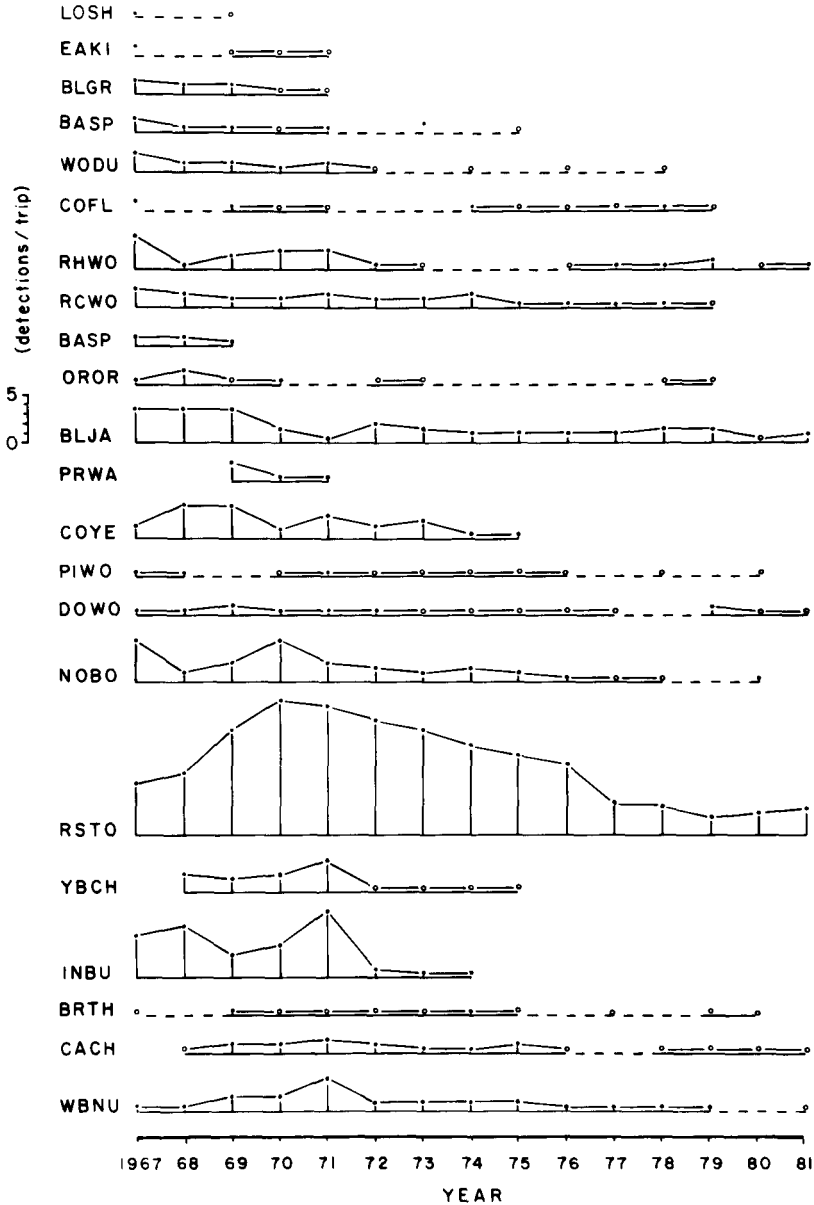 LOSH
EAKI
BLGR
BASP
WODU
COFL
RHWO
RCWO
BASP
OROR
BLJA
PRWA
COYE
PIWO
DOWO
NOBO
RSTO
YBCH
INBU
BRTH
CACH
WBNU
(detections/trip)
5
0
1967 68 69 70 71 72 73 74 75 76 77 78 79 80 81
YEAR